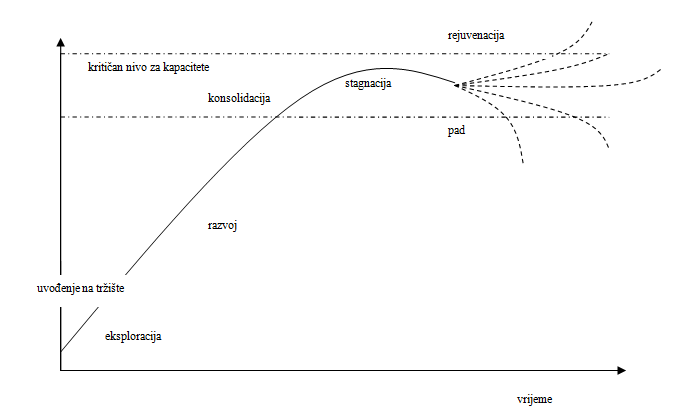 rejuvenacija
kritičan nivo za kapacitete
stagnacija
konsolidacija
pad
razvoj
uvođenje na tržište
eksploracija
vrijeme